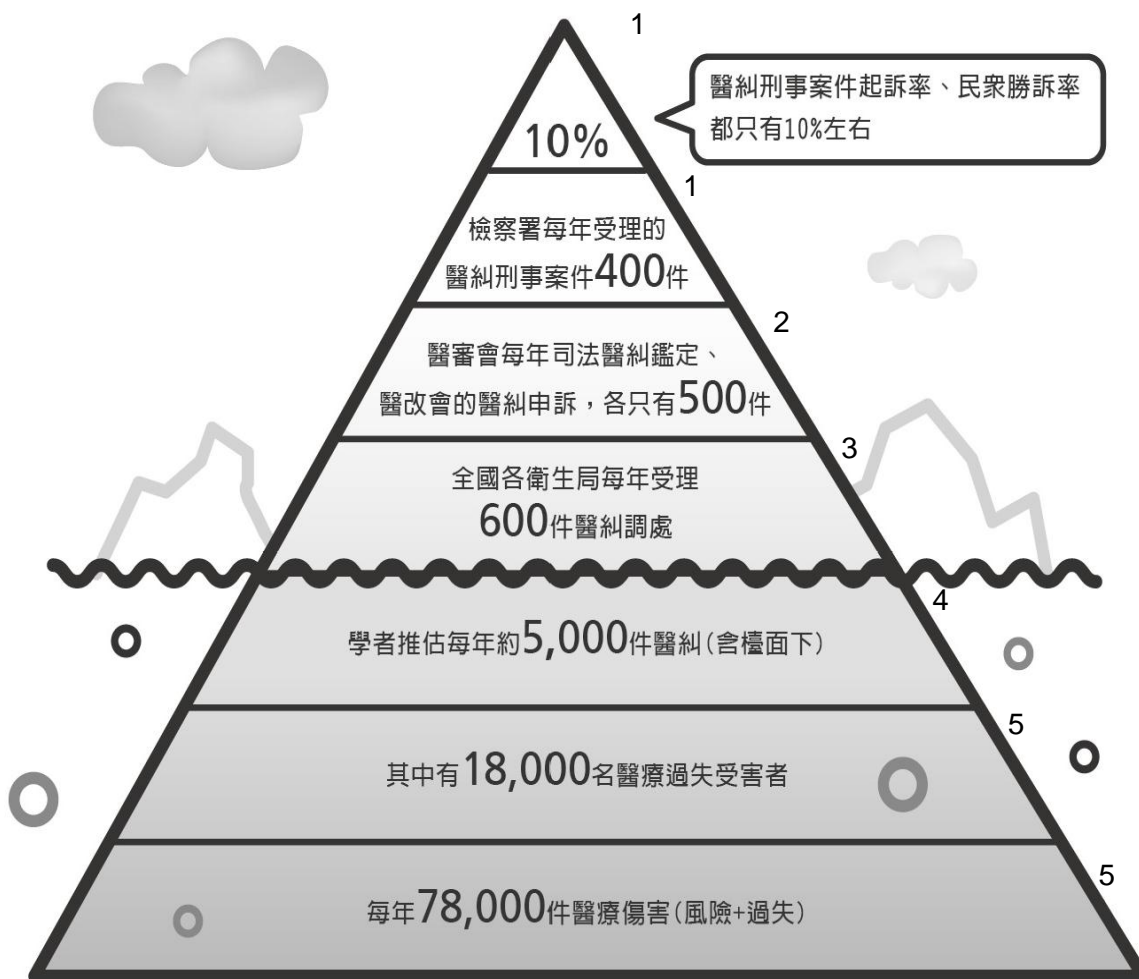 1
醫糾刑事案件起訴率、民眾勝訴率
都只有10%左右
10%
1
檢察署每年受理的
醫糾刑事案件400件
2
醫審會每年司法醫糾鑑定、
醫改會的醫糾申訴，各只有500件
3
全國各衛生局每年受理
600件醫糾調處
4
學者推估每年約5,000件醫糾(含檯面下)
5
其中有18,000名醫療過失受害者
5
每年78,000件醫療傷害(風險+過失)